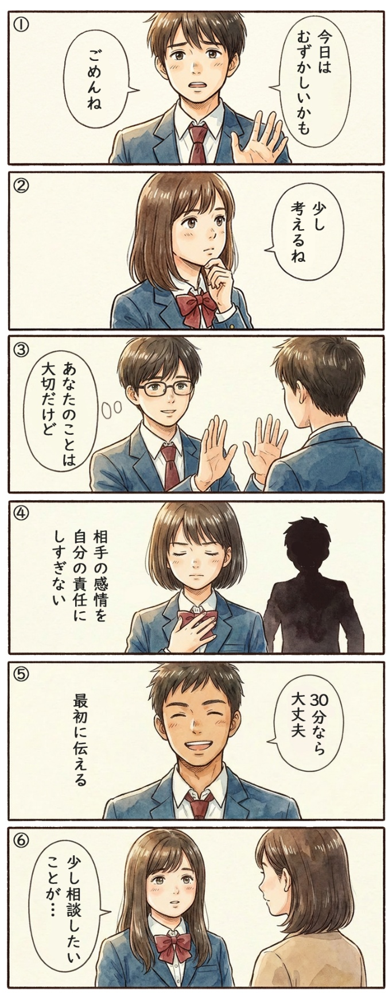 ①
今日は
むずかしいかも
ごめんね
②
少し
考えるね
③
あなたのことは
大切だけど
④
相手の感情を
自分の責任に
しすぎない
⑤
30分なら
大丈夫
最初に伝える
⑥
少し相談したい
ことが…